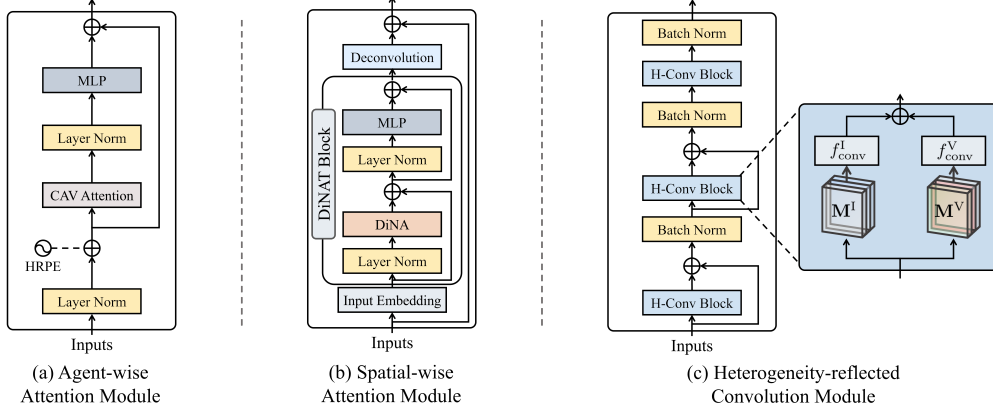 MLP
Layer Norm
CAV Attention
HRPE
Layer Norm
Inputs
(a) Agent-wise
Attention Module
Deconvolution
DiNAT Block
MLP
Layer Norm
DiNA
Layer Norm
Input Embedding
Inputs
(b) Spatial-wise
Attention Module
Batch Norm
H-Conv Block
Batch Norm
H-Conv Block
Batch Norm
H-Conv Block
Inputs
f^I_conv
f^V_conv
M^I
M^V
(c) Heterogeneity-reflected
Convolution Module